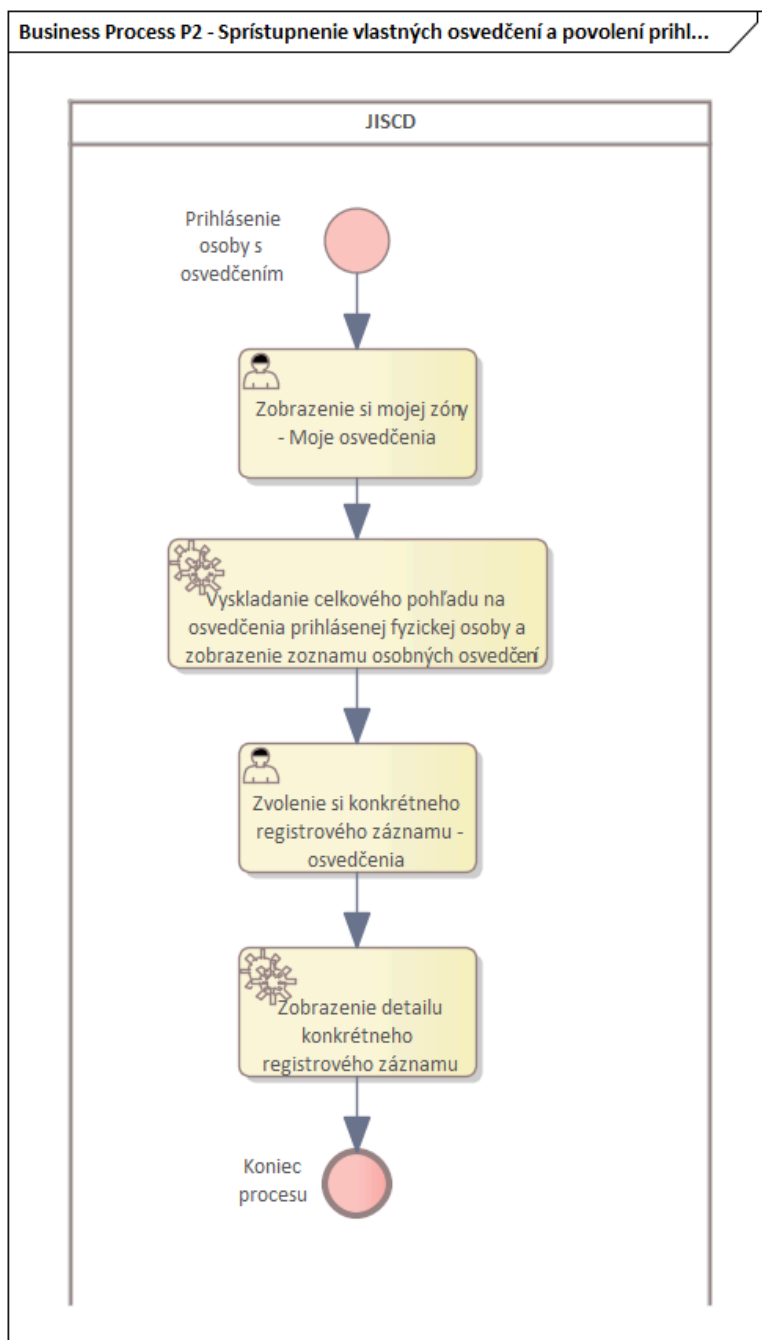 Business Process P2 - Sprístupnenie vlastných osvedčení a povolení prihl...
JISCD
Prihlásenie
osoby s
osvedčením
Zobrazenie si mojej zóny
- Moje osvedčenia
Vyskladanie celkového pohľadu na
osvedčenia prihlásenej fyzickej osoby a
zobrazenie zoznamu osobných osvedčení
Zvolenie si konkrétneho
registrového záznamu -
osvedčenia
Zobrazenie detailu
konkrétneho
registrového záznamu
Koniec
procesu